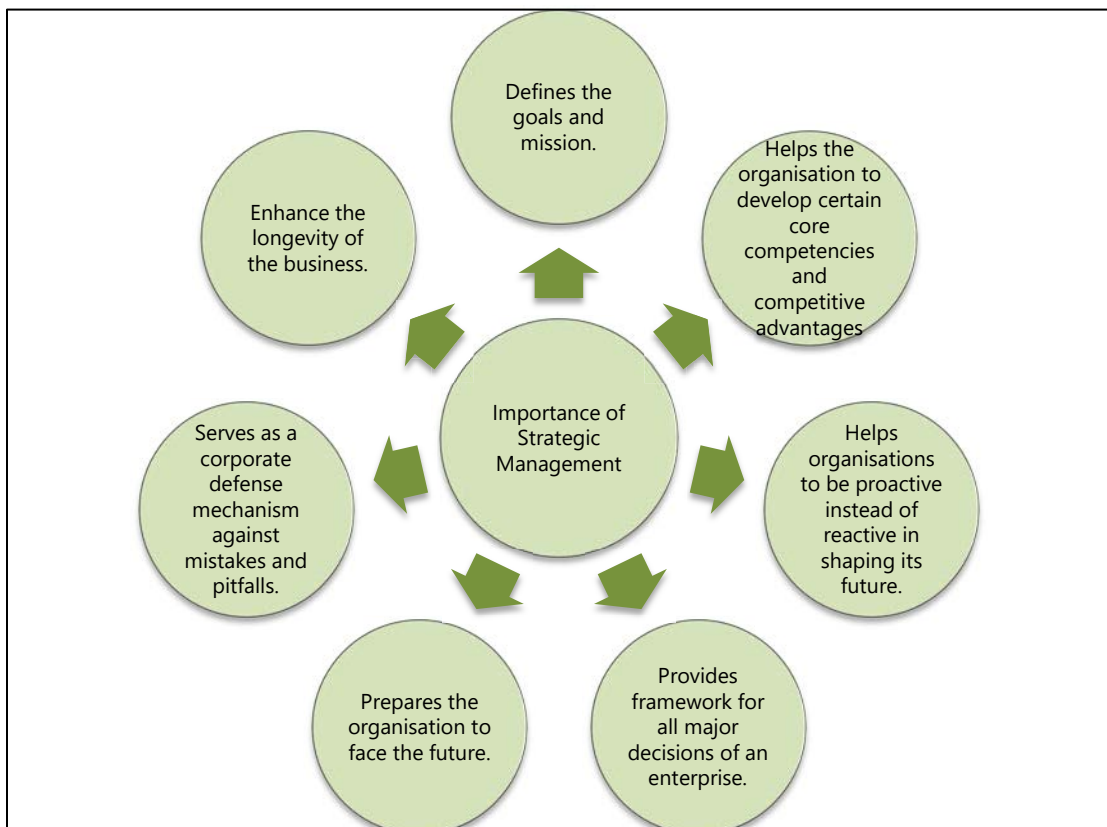 Defines the
goals and
mission.
Helps the
organisation to
develop certain
core
competencies
and
competitive
advantages
Helps
organisations
to be proactive
instead of
reactive in
shaping its
future.
Provides
framework for
all major
decisions of an
enterprise.
Prepares the
organisation to
face the future.
Serves as a
corporate
defense
mechanism
against
mistakes and
pitfalls.
Enhance the
longevity of
the business.
Importance of
Strategic
Management